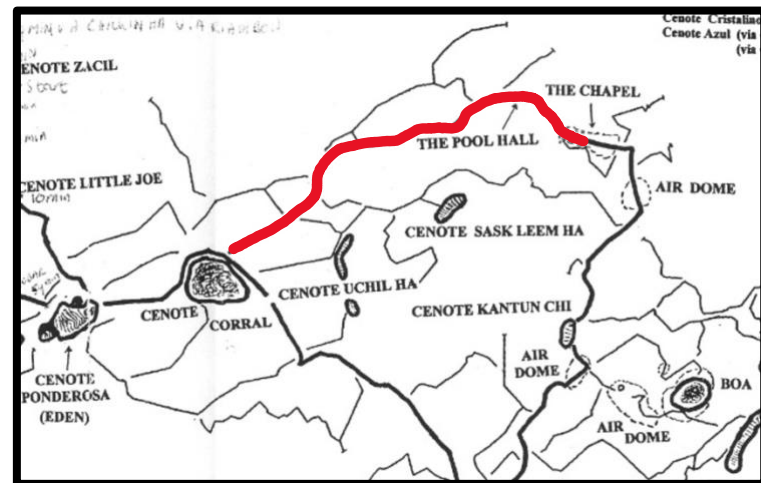 Cenote Cristalino
Cenote Azul (via
(via
CENOTE ZACIL
THE CHAPEL
THE POOL HALL
CENOTE LITTLE JOE
AIR DOME
CENOTE SASK LEEM HA
CENOTE UCHIL HA
CENOTE KANTUN CHI
CENOTE CORRAL
AIR
DOME
BOA
CENOTE
PONDEROSA
(EDEN)
AIR
DOME